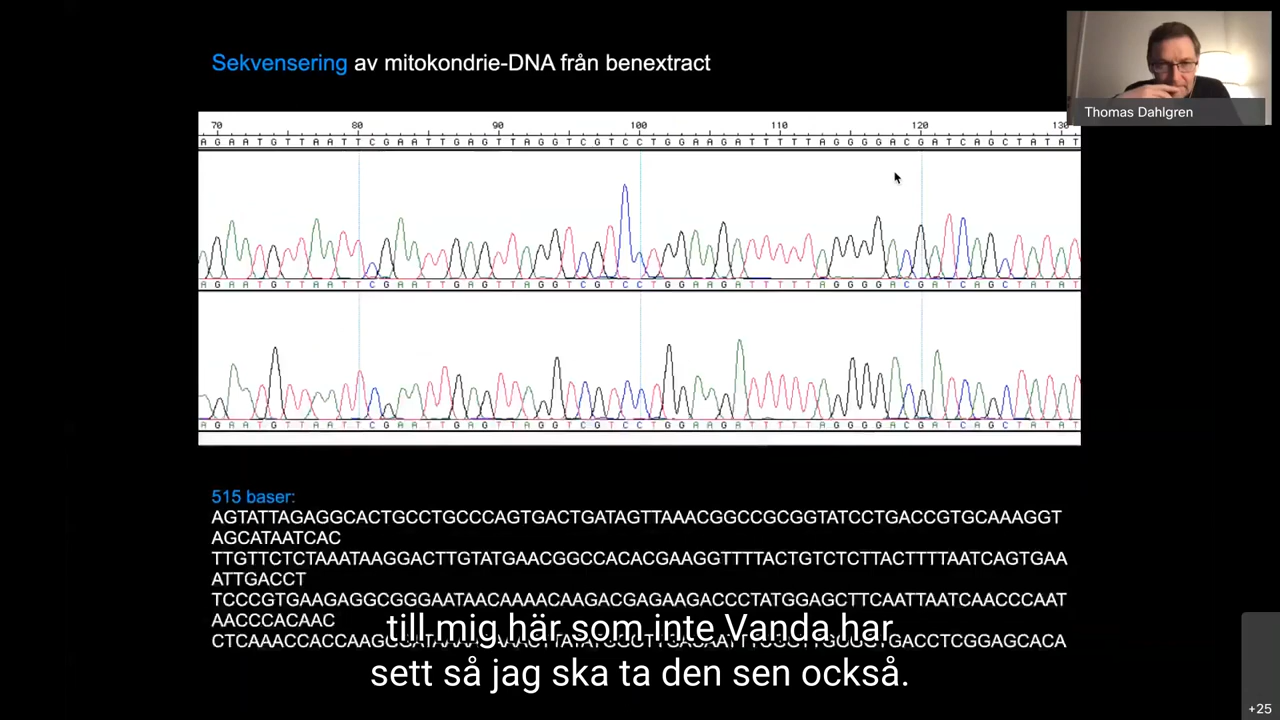 Sekvensering av mitokondrie-DNA från benextract
Thomas Dahlgren
70 80 90 100 110 120 130
A G A A T G T T A A T T C G A A T T G A G T T A G G T C G T C C T G G A A G A T T T T T A G G G G A C G A T C A G C T A T A T
A G A A T G T T A A T T C G A A T T G A G T T A G G T C G T C C T G G A A G A T T T T T A G G G G A C G A T C A G C T A T A T
A G A A T G T T A A T T C G A A T T G A G T T A G G T C G T C C T G G A A G A T T T T T A G G G G A C G A T C A G C T A T A T
515 baser:
AGTATTAGAGGCACTGCCTGCCCAGTGACTGATAGTTAAACGGCCGCGGTATCCTGACCGTGCAAAGGT
AGCATAATCAC
TTGTTCTCTAAATAAGGACTTGTATGAACGGCCACACGAAGGTTTTACTGTCTCTTACTTTTAATCAGTGAA
ATTGACCT
TCCCGTGAAGAGGCGGGAATAACAAAACAAGACGAGAAGACCCTATGGAGCTTCAATTAATCAACCCAAT
AACCCACAAC
till mig här som inte Vanda har
sett så jag ska ta den sen också.
+25